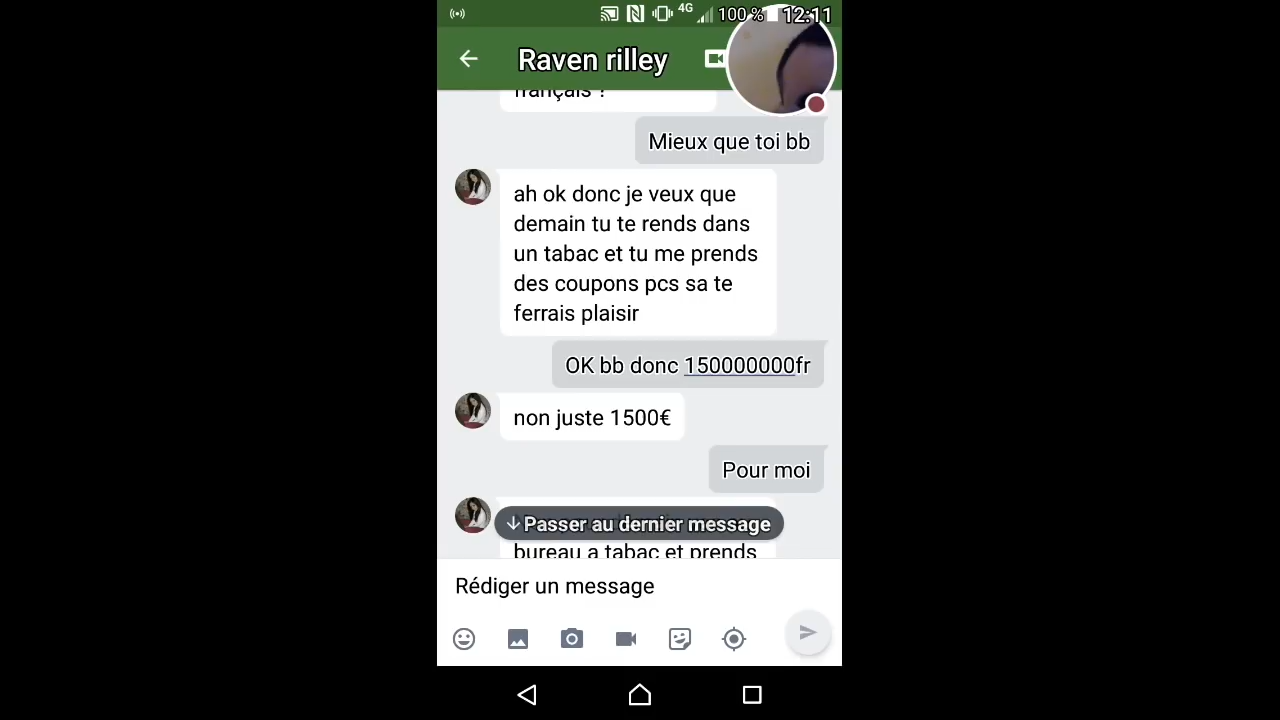 4G 100 % 12:11
Raven rilley
français ?
Mieux que toi bb
ah ok donc je veux que
demain tu te rends dans
un tabac et tu me prends
des coupons pcs sa te
ferrais plaisir
OK bb donc 150000000fr
non juste 1500€
Pour moi
Passer au dernier message
bureau a tabac et prends
Rédiger un message